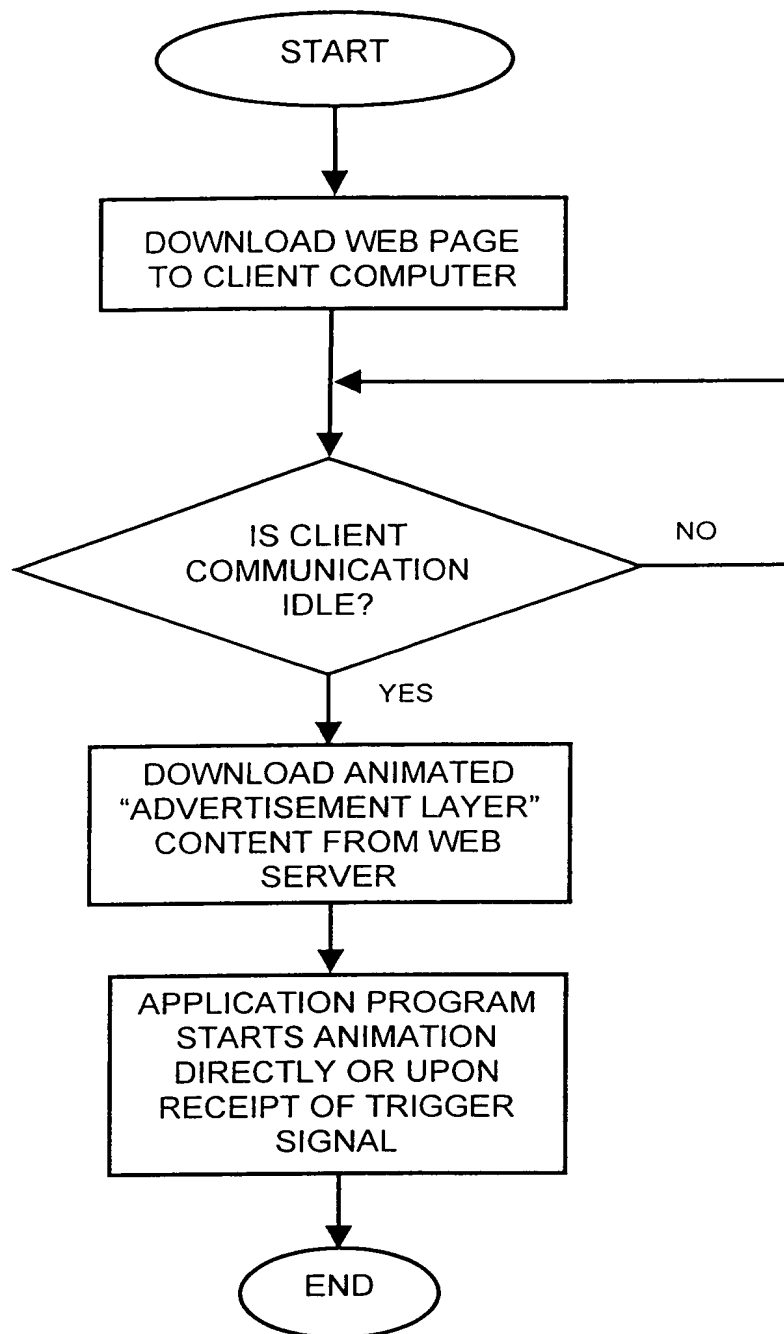 START
DOWNLOAD WEB PAGE
TO CLIENT COMPUTER
IS CLIENT
COMMUNICATION
IDLE?
NO
YES
DOWNLOAD ANIMATED
“ADVERTISEMENT LAYER”
CONTENT FROM WEB
SERVER
APPLICATION PROGRAM
STARTS ANIMATION
DIRECTLY OR UPON
RECEIPT OF TRIGGER
SIGNAL
END